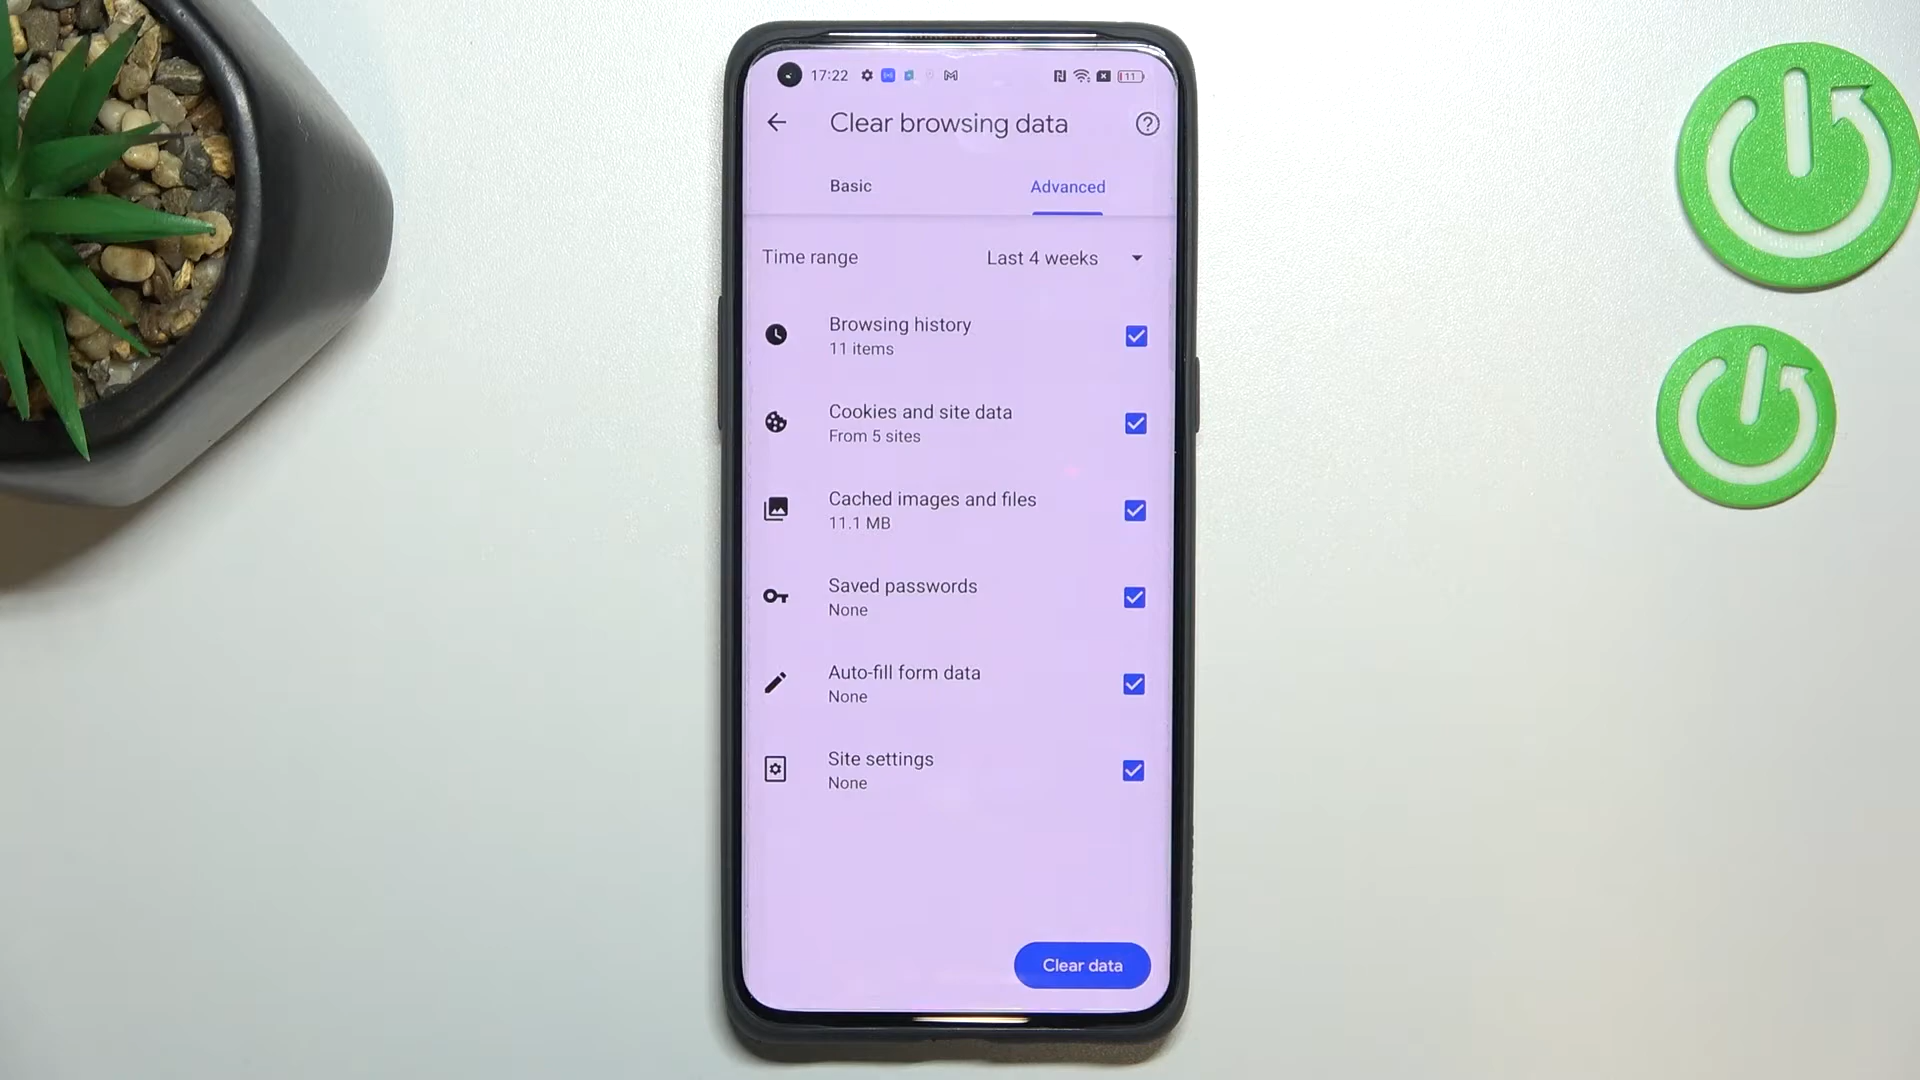 17:22
11
Clear browsing data
Basic
Advanced
Time range
Last 4 weeks
Browsing history
11 items
Cookies and site data
From 5 sites
Cached images and files
11.1 MB
Saved passwords
None
Auto-fill form data
None
Site settings
None
Clear data